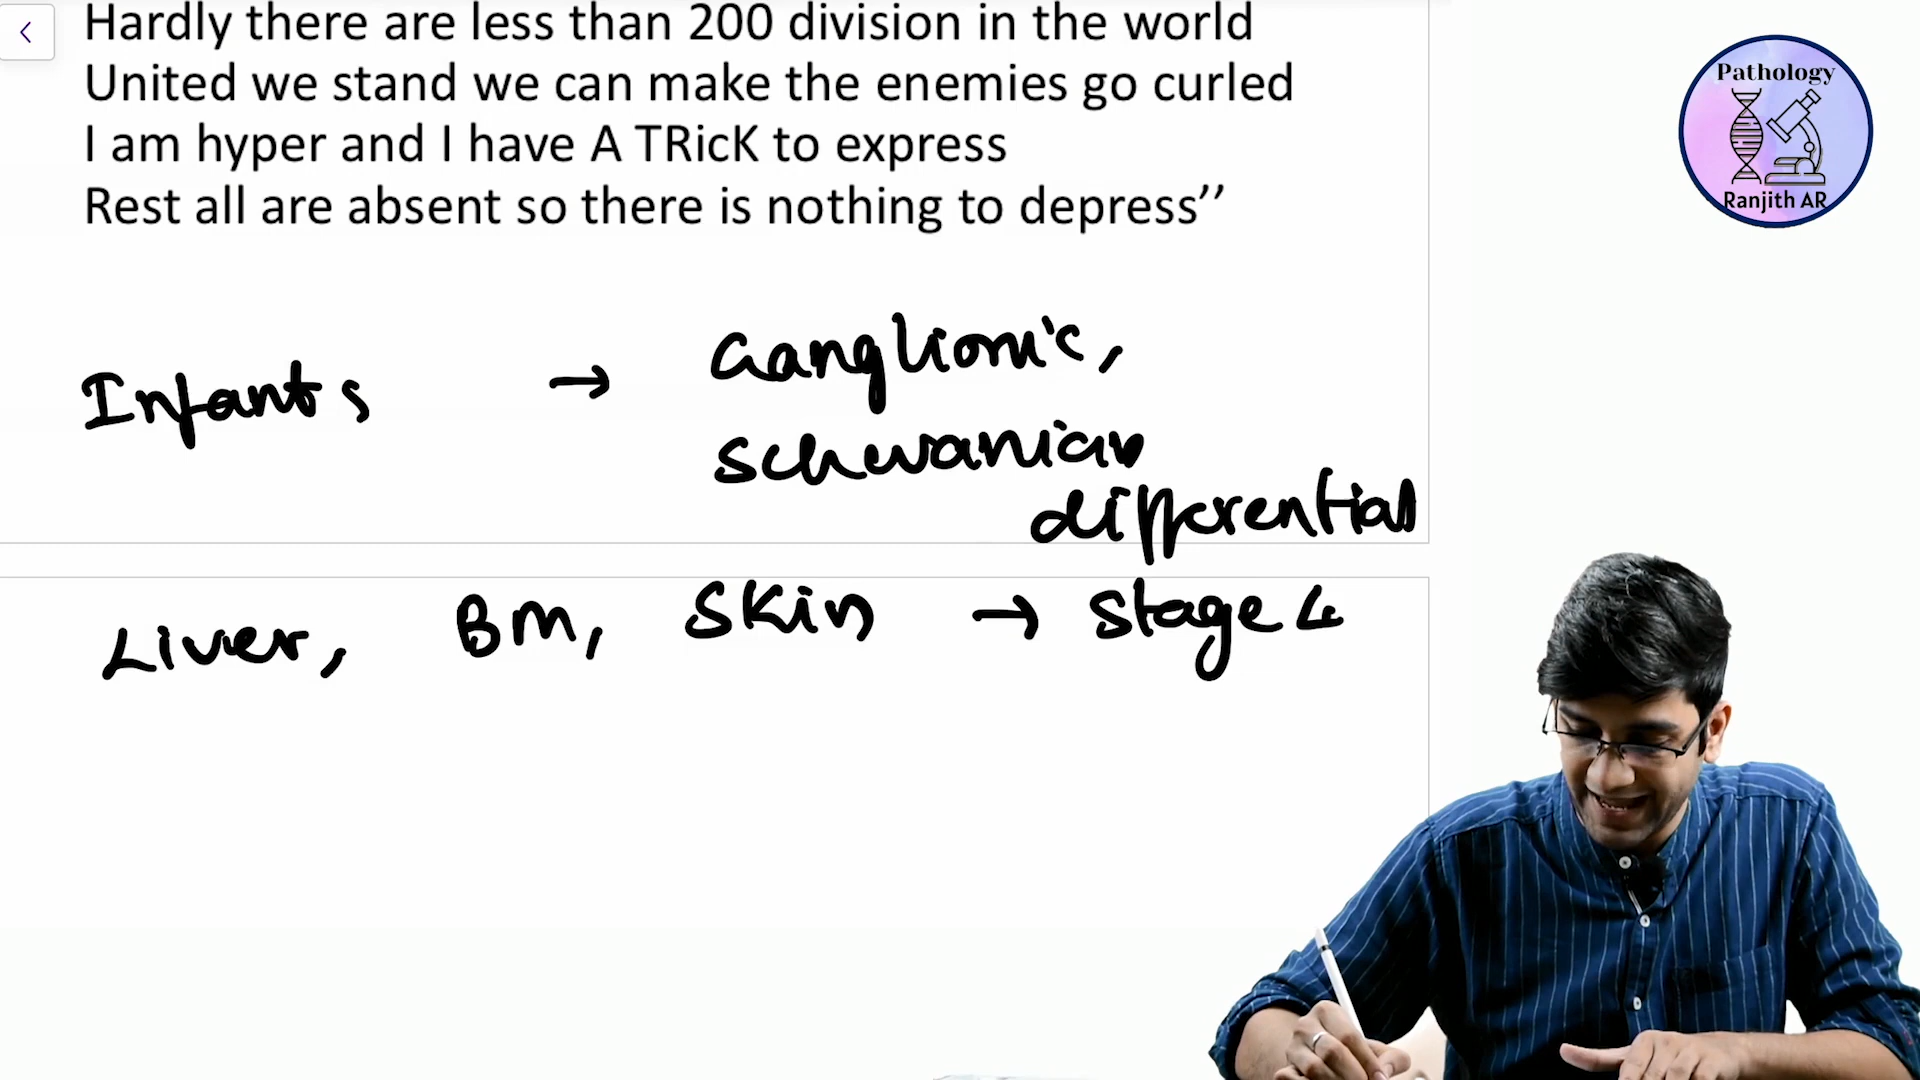 Hardly there are less than 200 division in the world
United we stand we can make the enemies go curled
I am hyper and I have A TRicK to express
Rest all are absent so there is nothing to depress’’
Pathology
Ranjith AR
Infants → Ganglionic,
schwanian
differential
Liver, BM, Skin → Stage 4